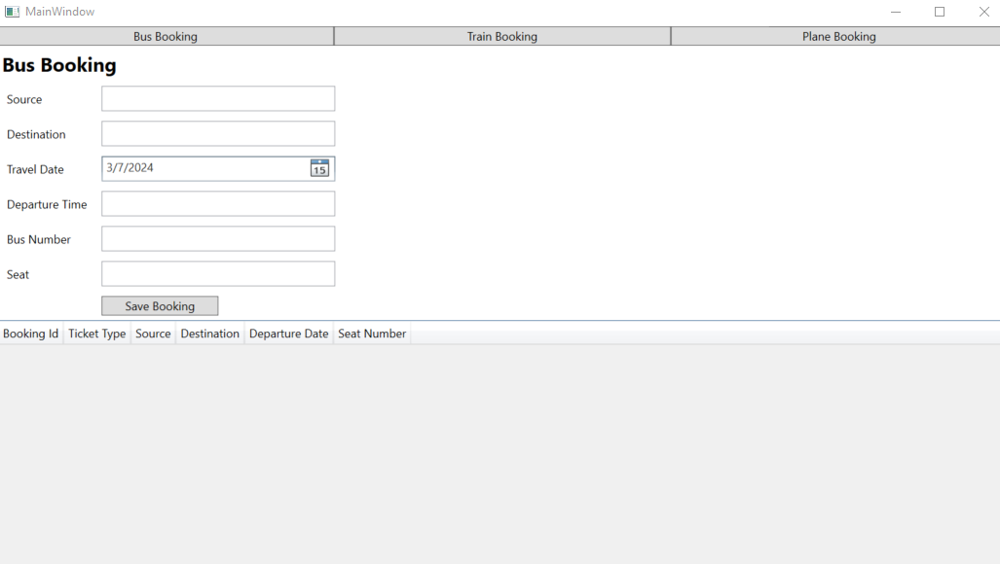 MainWindow
Bus Booking Train Booking Plane Booking
Bus Booking
Source
Destination
Travel Date 3/7/2024 15
Departure Time
Bus Number
Seat
Save Booking
Booking Id Ticket Type Source Destination Departure Date Seat Number